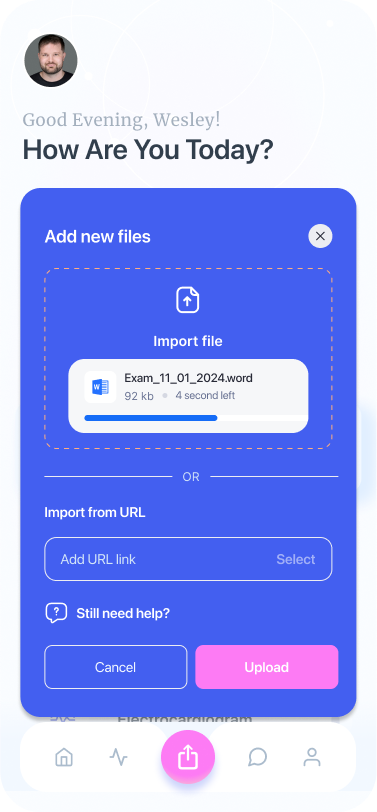 Good Evening, Wesley!
How Are You Today?
Add new files
Import file
Exam_11_01_2024.word
92 kb 4 second left
OR
Import from URL
Add URL link Select
Still need help?
Cancel Upload
Electrocardiogram